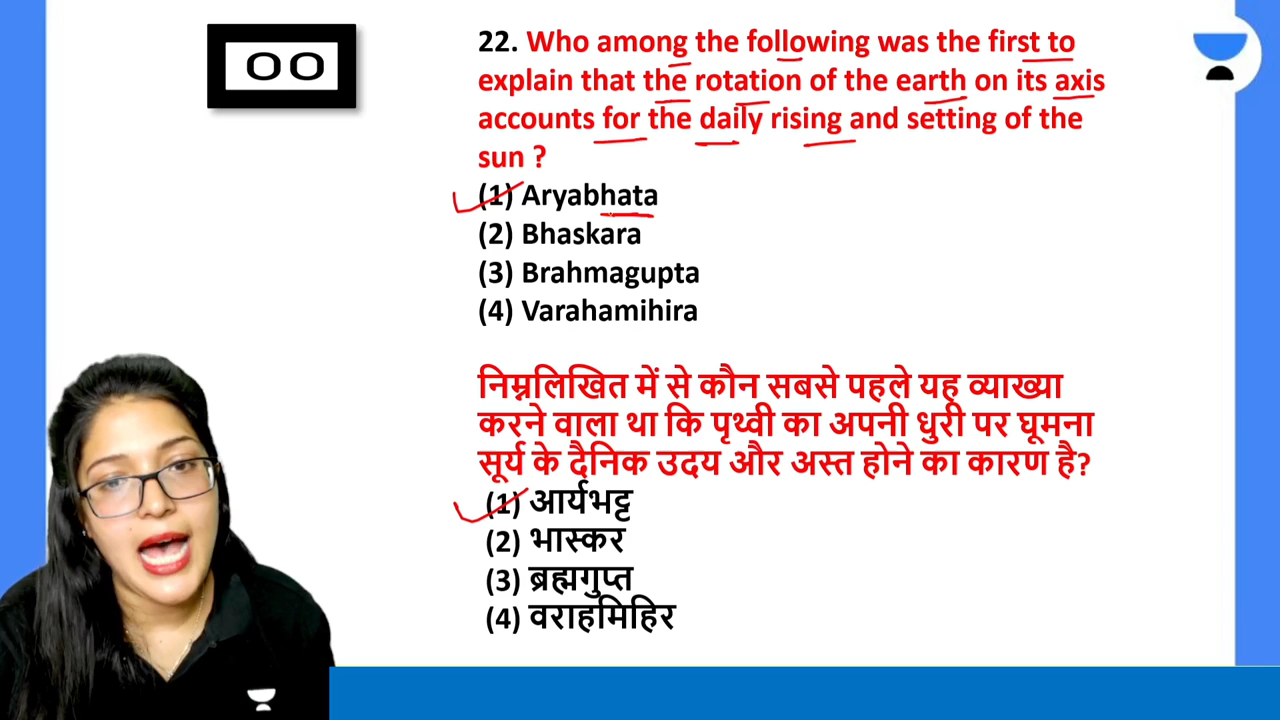 00
22. Who among the following was the first to
explain that the rotation of the earth on its axis
accounts for the daily rising and setting of the
sun ?
(1) Aryabhata
(2) Bhaskara
(3) Brahmagupta
(4) Varahamihira
निम्नलिखित में से कौन सबसे पहले यह व्याख्या
करने वाला था कि पृथ्वी का अपनी धुरी पर घूमना
सूर्य के दैनिक उदय और अस्त होने का कारण है?
(1) आर्यभट्ट
(2) भास्कर
(3) ब्रह्मगुप्त
(4) वराहमिहिर